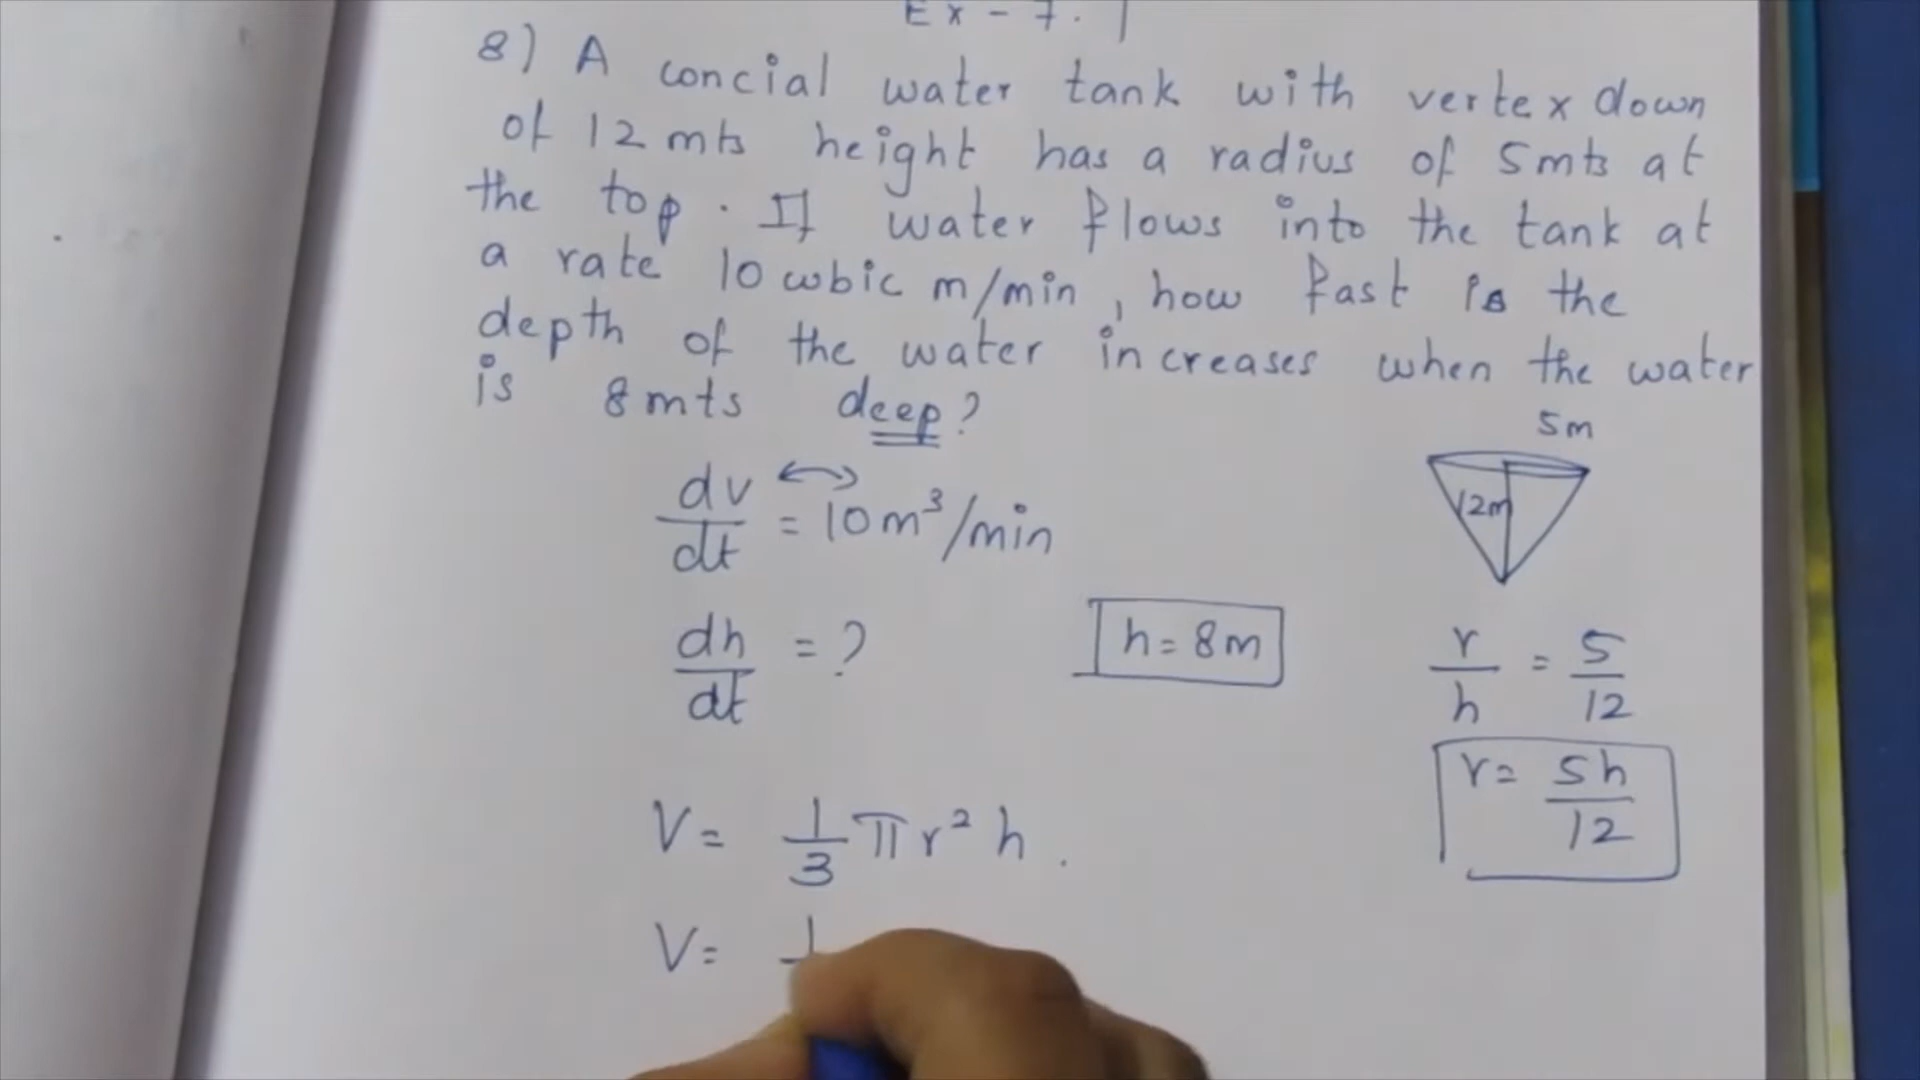 Ex - 7.1
8) A concial water tank with vertex down
of 12 mts height has a radius of 5mts at
the top. If water flows into the tank at
a rate 10 cubic m/min, how fast is the
depth of the water increases when the water
is 8mts deep?
5m
12m
dv/dt = 10m³/min
dh/dt = ?
h = 8m
r/h = 5/12
r = 5h/12
V = 1/3 πr²h.
V = 1